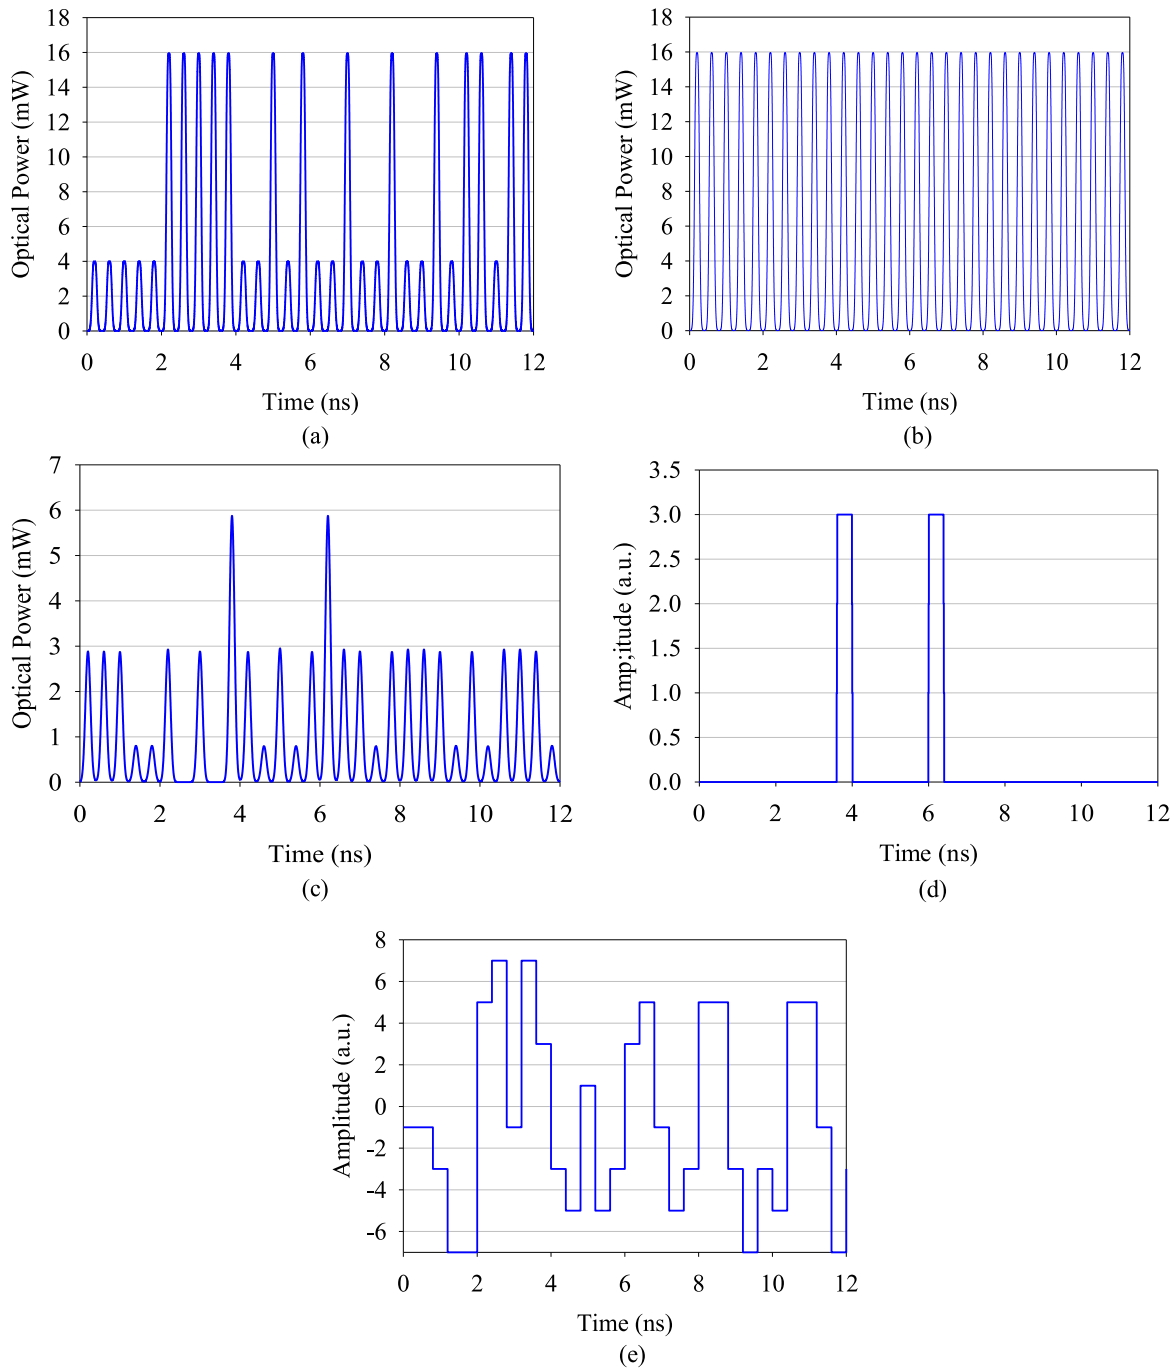 18
16
14
12
10
8
6
4
2
0
Optical Power (mW)
0 2 4 6 8 10 12
Time (ns)
(a)
18
16
14
12
10
8
6
4
2
0
Optical Power (mW)
0 2 4 6 8 10 12
Time (ns)
(b)
7
6
5
4
3
2
1
0
Optical Power (mW)
0 2 4 6 8 10 12
Time (ns)
(c)
3.5
3.0
2.5
2.0
1.5
1.0
0.5
0.0
Amp;itude (a.u.)
0 2 4 6 8 10 12
Time (ns)
(d)
8
6
4
2
0
-2
-4
-6
Amplitude (a.u.)
0 2 4 6 8 10 12
Time (ns)
(e)